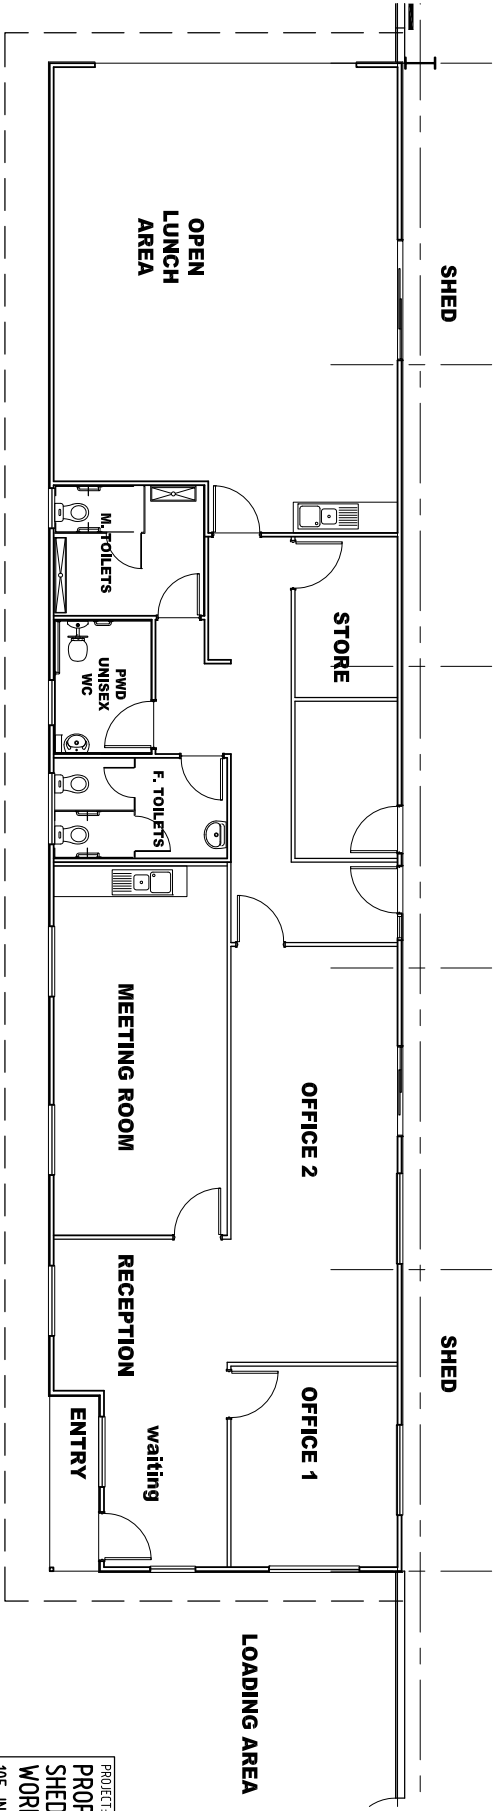 SHED
OPEN
LUNCH
AREA
M. TOILETS
STORE
PWD
UNISEX
WC
F. TOILETS
MEETING ROOM
OFFICE 2
RECEPTION
SHED
OFFICE 1
waiting
ENTRY
LOADING AREA
PROJECT:
PROP
SHED
WOR